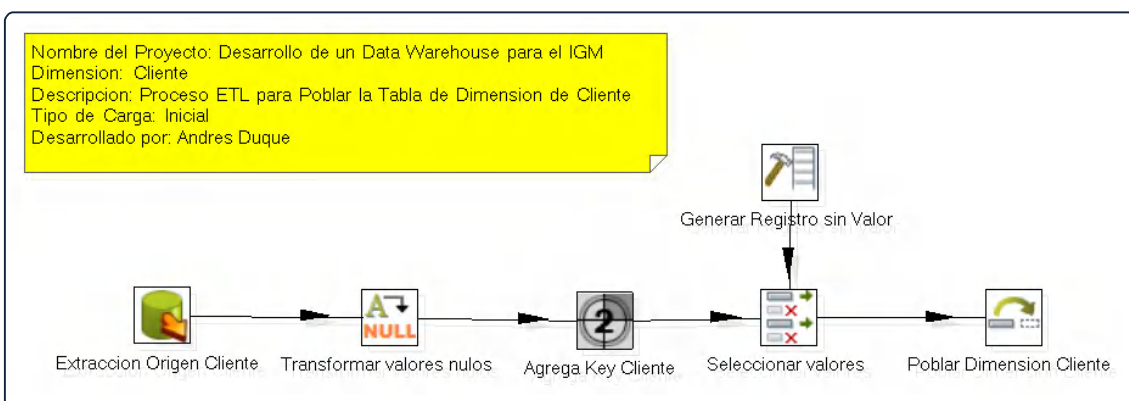 Nombre del Proyecto: Desarrollo de un Data Warehouse para el IGM
Dimension: Cliente
Descripcion: Proceso ETL para Poblar la Tabla de Dimension de Cliente
Tipo de Carga: Inicial
Desarrollado por: Andres Duque
Generar Registro sin Valor
A
NULL
2
Extraccion Origen Cliente
Transformar valores nulos
Agrega Key Cliente
Seleccionar valores
Poblar Dimension Cliente